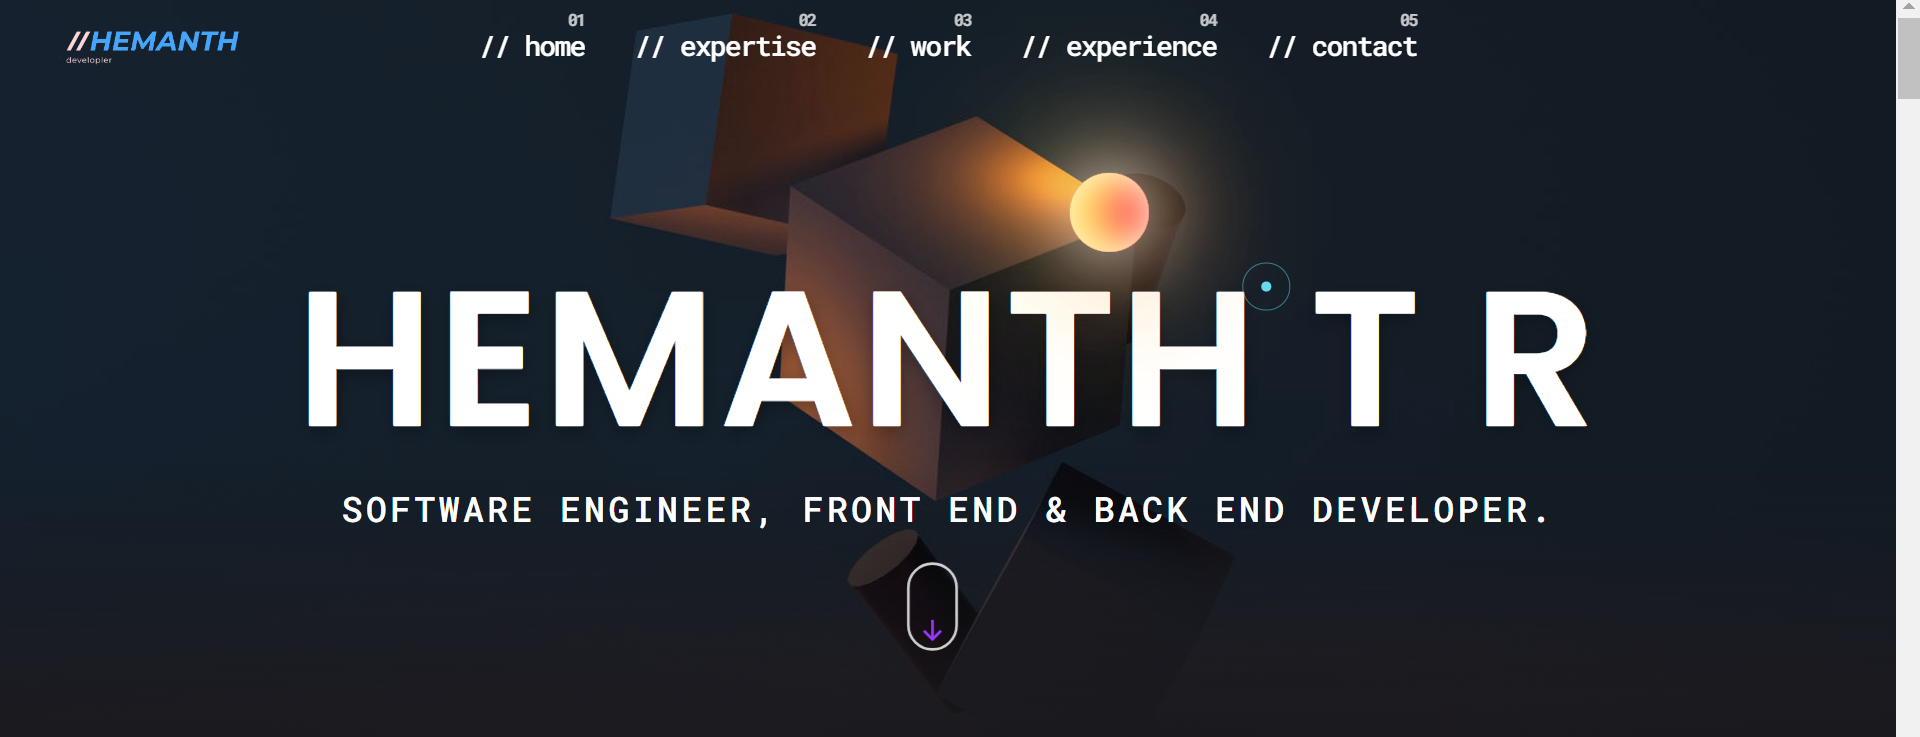 //HEMANTH
developler
01 02 03 04 05
// home // expertise // work // experience // contact
HEMANTH T R
SOFTWARE ENGINEER, FRONT END & BACK END DEVELOPER.